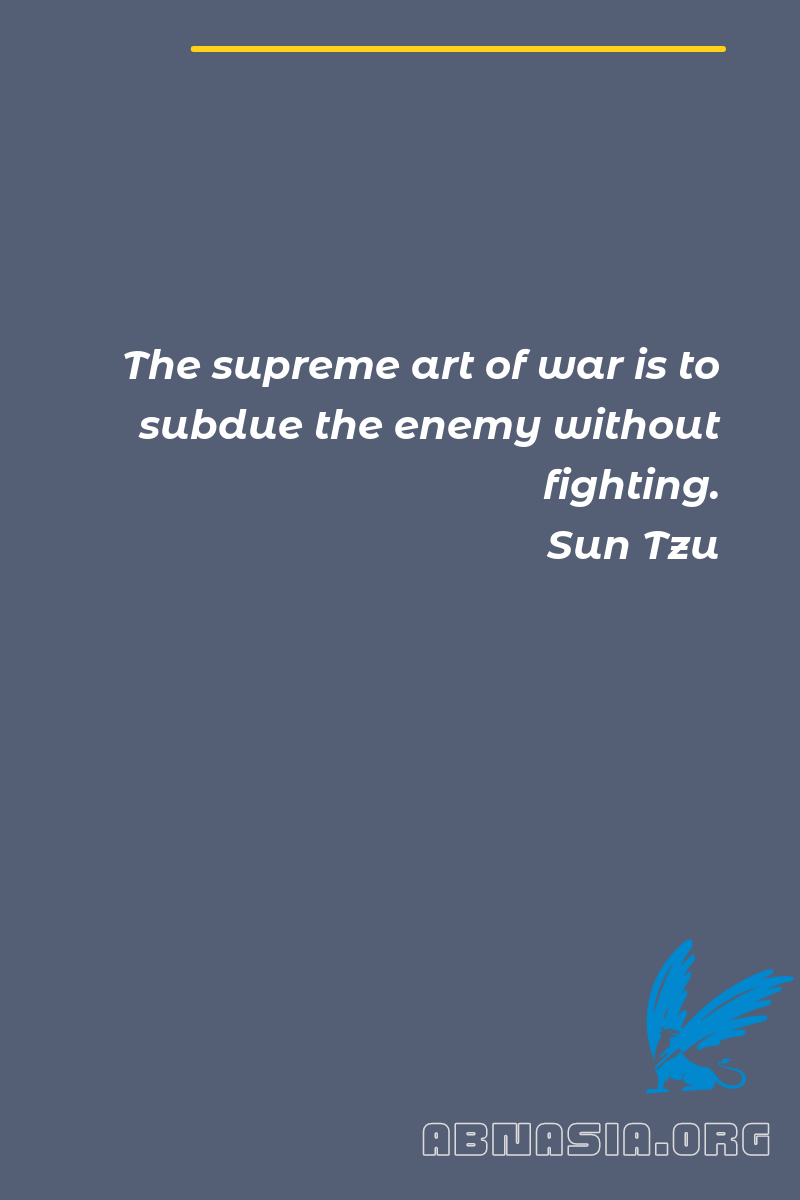 The supreme art of war is to
subdue the enemy without
fighting.
Sun Tzu
ABNASIA.ORG